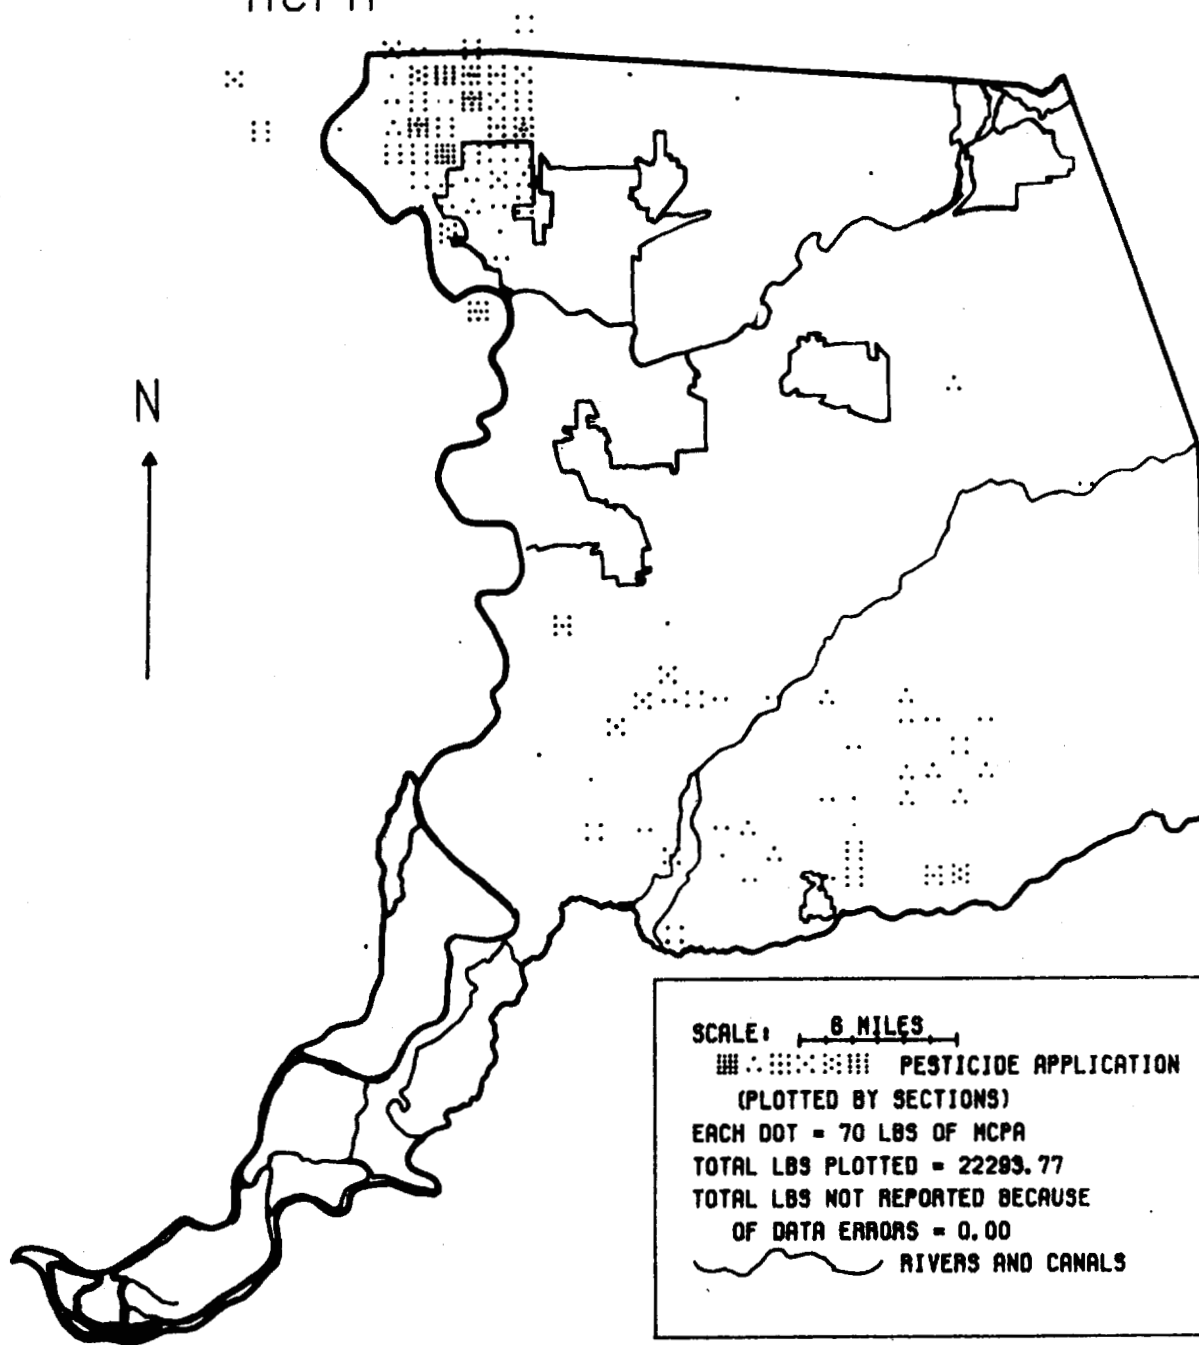 MCPA
N
SCALE: 6 MILES
PESTICIDE APPLICATION
(PLOTTED BY SECTIONS)
EACH DOT = 70 LBS OF MCPA
TOTAL LBS PLOTTED = 22293.77
TOTAL LBS NOT REPORTED BECAUSE
OF DATA ERRORS = 0.00
RIVERS AND CANALS